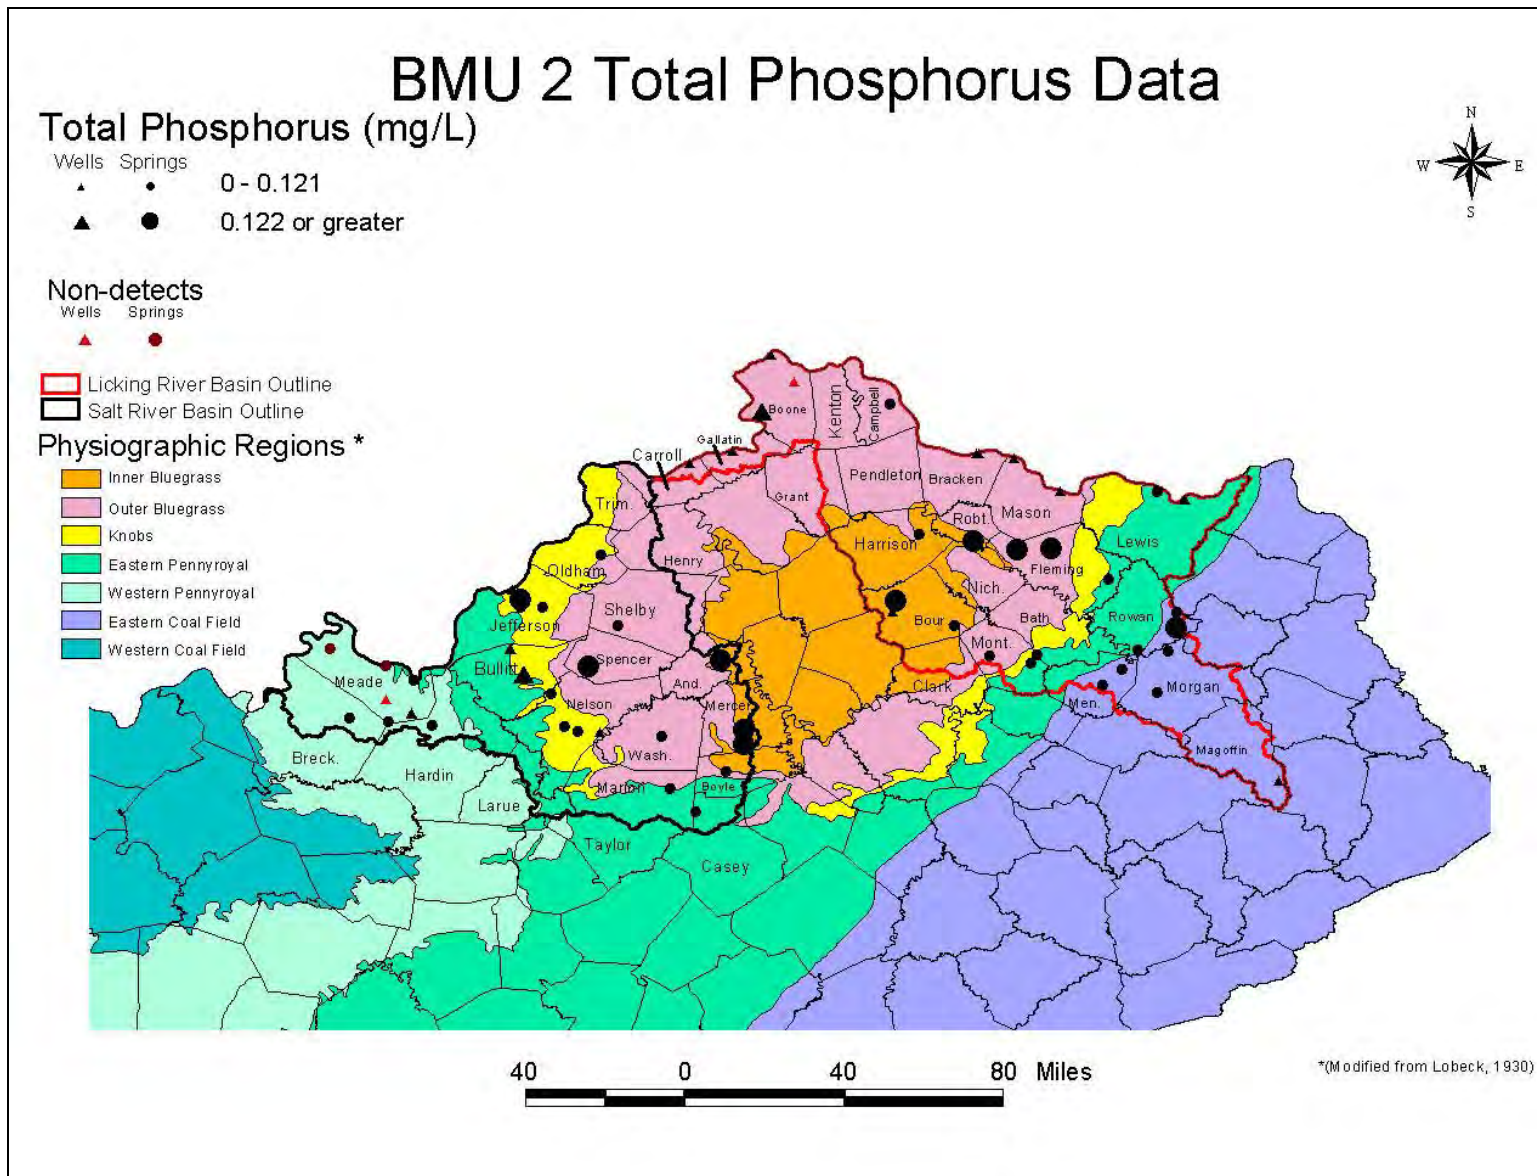 BMU 2 Total Phosphorus Data
Total Phosphorus (mg/L)
Wells Springs
0 - 0.121
0.122 or greater
Non-detects
Wells Springs
Licking River Basin Outline
Salt River Basin Outline
Physiographic Regions *
Inner Bluegrass
Outer Bluegrass
Knobs
Eastern Pennyroyal
Western Pennyroyal
Eastern Coal Field
Western Coal Field
N
W E
S
Boone
Kenton
Campbell
Gallatin
Carroll
Pendleton
Bracken
Grant
Trim.
Mason
Robt.
Harrison
Lewis
Henry
Oldham
Fleming
Nich.
Shelby
Jefferson
Bour.
Bath
Rowan
Mont.
Spencer
Bullitt
Meade
And.
Clark
Morgan
Nelson
Mercer
Men.
Wash.
Magoffin
Breck.
Hardin
Marion
Boyle
Larue
Taylor
Casey
40 0 40 80 Miles
*(Modified from Lobeck, 1930)